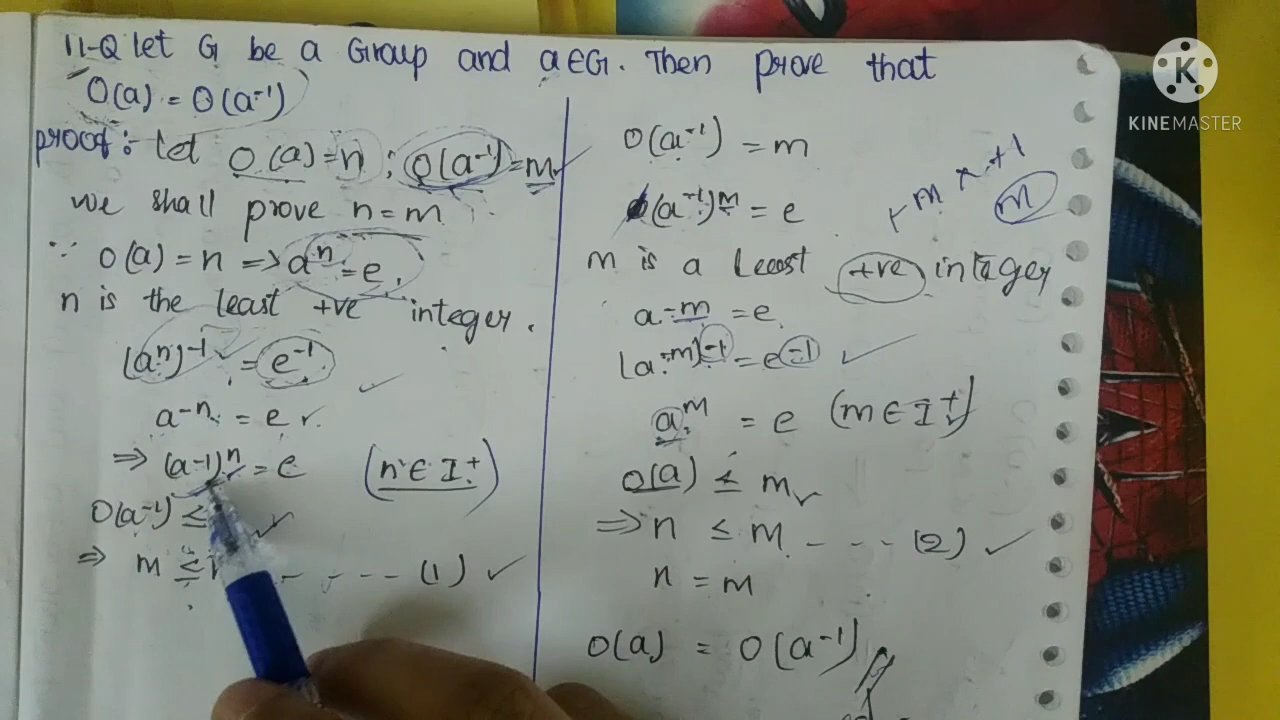 11-Q let G be a Group and a∈G. Then prove that
O(a) = O(a⁻¹)
proof:- let O(a)=n ; O(a⁻¹)=m
we shall prove n=m
∵ O(a)=n => aⁿ=e.
n is the least +ve integer.
(aⁿ)⁻¹ = e⁻¹
a⁻ⁿ = e
=> (a⁻¹)ⁿ = e (n∈I⁺)
O(a⁻¹) ≤
=> m ≤ n - - - - (1)
O(a⁻¹) = m
(a⁻¹)ᵐ = e
m is a least +ve integer
a⁻ᵐ = e
(a⁻ᵐ)⁻¹ = e⁻¹
aᵐ = e (m∈I⁺)
O(a) ≤ m
=> n ≤ m - - - (2)
n = m
O(a) = O(a⁻¹)
m
K
KINEMASTER